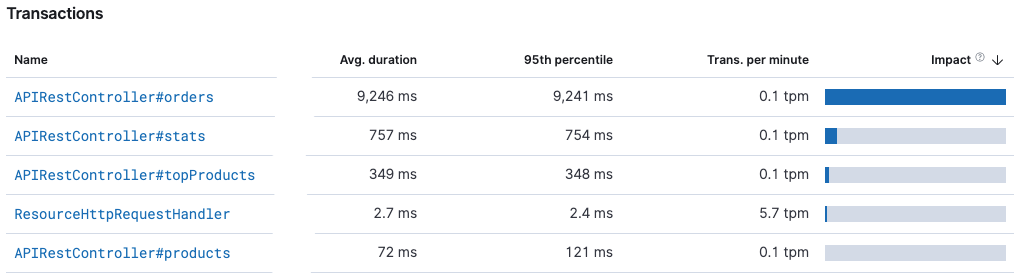 Transactions
Name Avg. duration 95th percentile Trans. per minute Impact ? ↓
APIRestController#orders 9,246 ms 9,241 ms 0.1 tpm
APIRestController#stats 757 ms 754 ms 0.1 tpm
APIRestController#topProducts 349 ms 348 ms 0.1 tpm
ResourceHttpRequestHandler 2.7 ms 2.4 ms 5.7 tpm
APIRestController#products 72 ms 121 ms 0.1 tpm